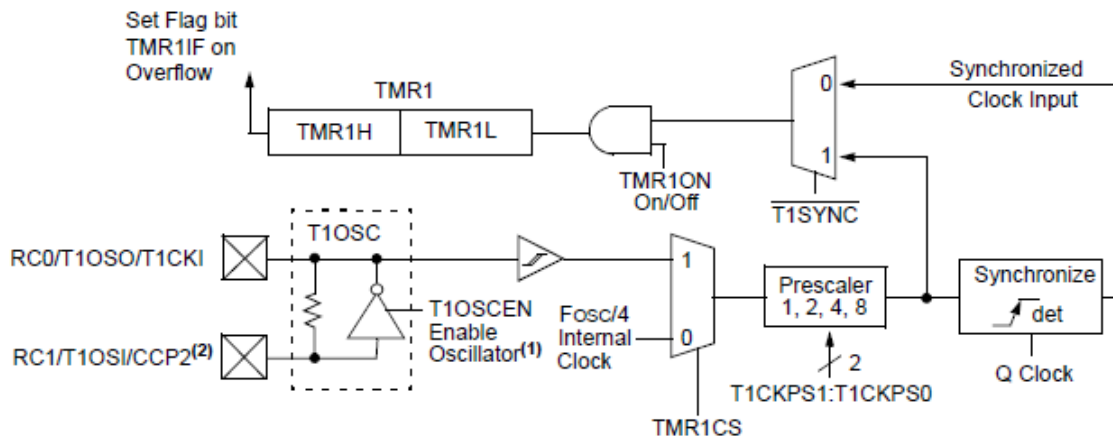 Set Flag bit
TMR1IF on
Overflow
TMR1
TMR1H
TMR1L
TMR1ON
On/Off
0
1
T1SYNC
Synchronized
Clock Input
RC0/T1OSO/T1CKI
T1OSC
RC1/T1OSI/CCP2(2)
T1OSCEN
Enable
Oscillator(1)
FOSC/4
Internal
Clock
1
0
TMR1CS
Prescaler
1, 2, 4, 8
2
T1CKPS1:T1CKPS0
Synchronize
det
Q Clock